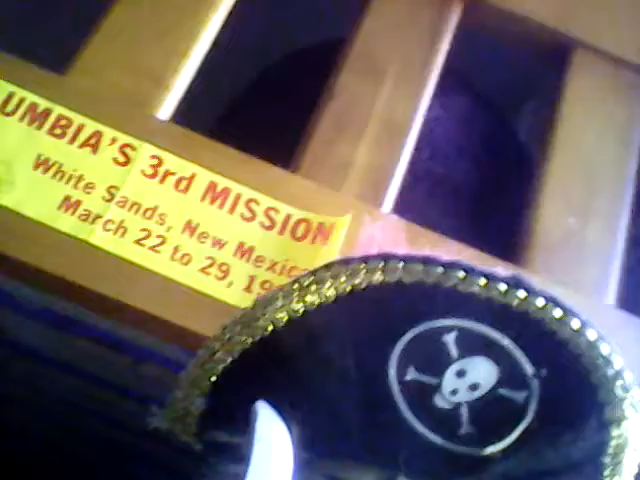 UMBIA'S 3rd MISSION
White Sands, New Mexic
March 22 to 29, 19